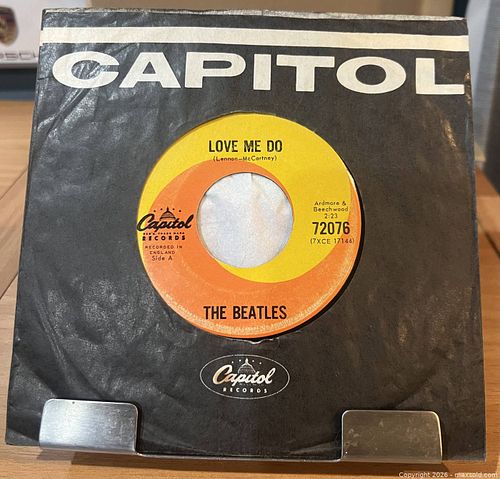 CAPITOL
LOVE ME DO
(Lennon-McCartney)
Ardmore &
Beechwood
2:23
72076
(7XCE 17144)
Capitol
RECORDS
RECORDED IN
ENGLAND
Side A
THE BEATLES
Capitol
RECORDS
Copyright 2026 - maxsold.com